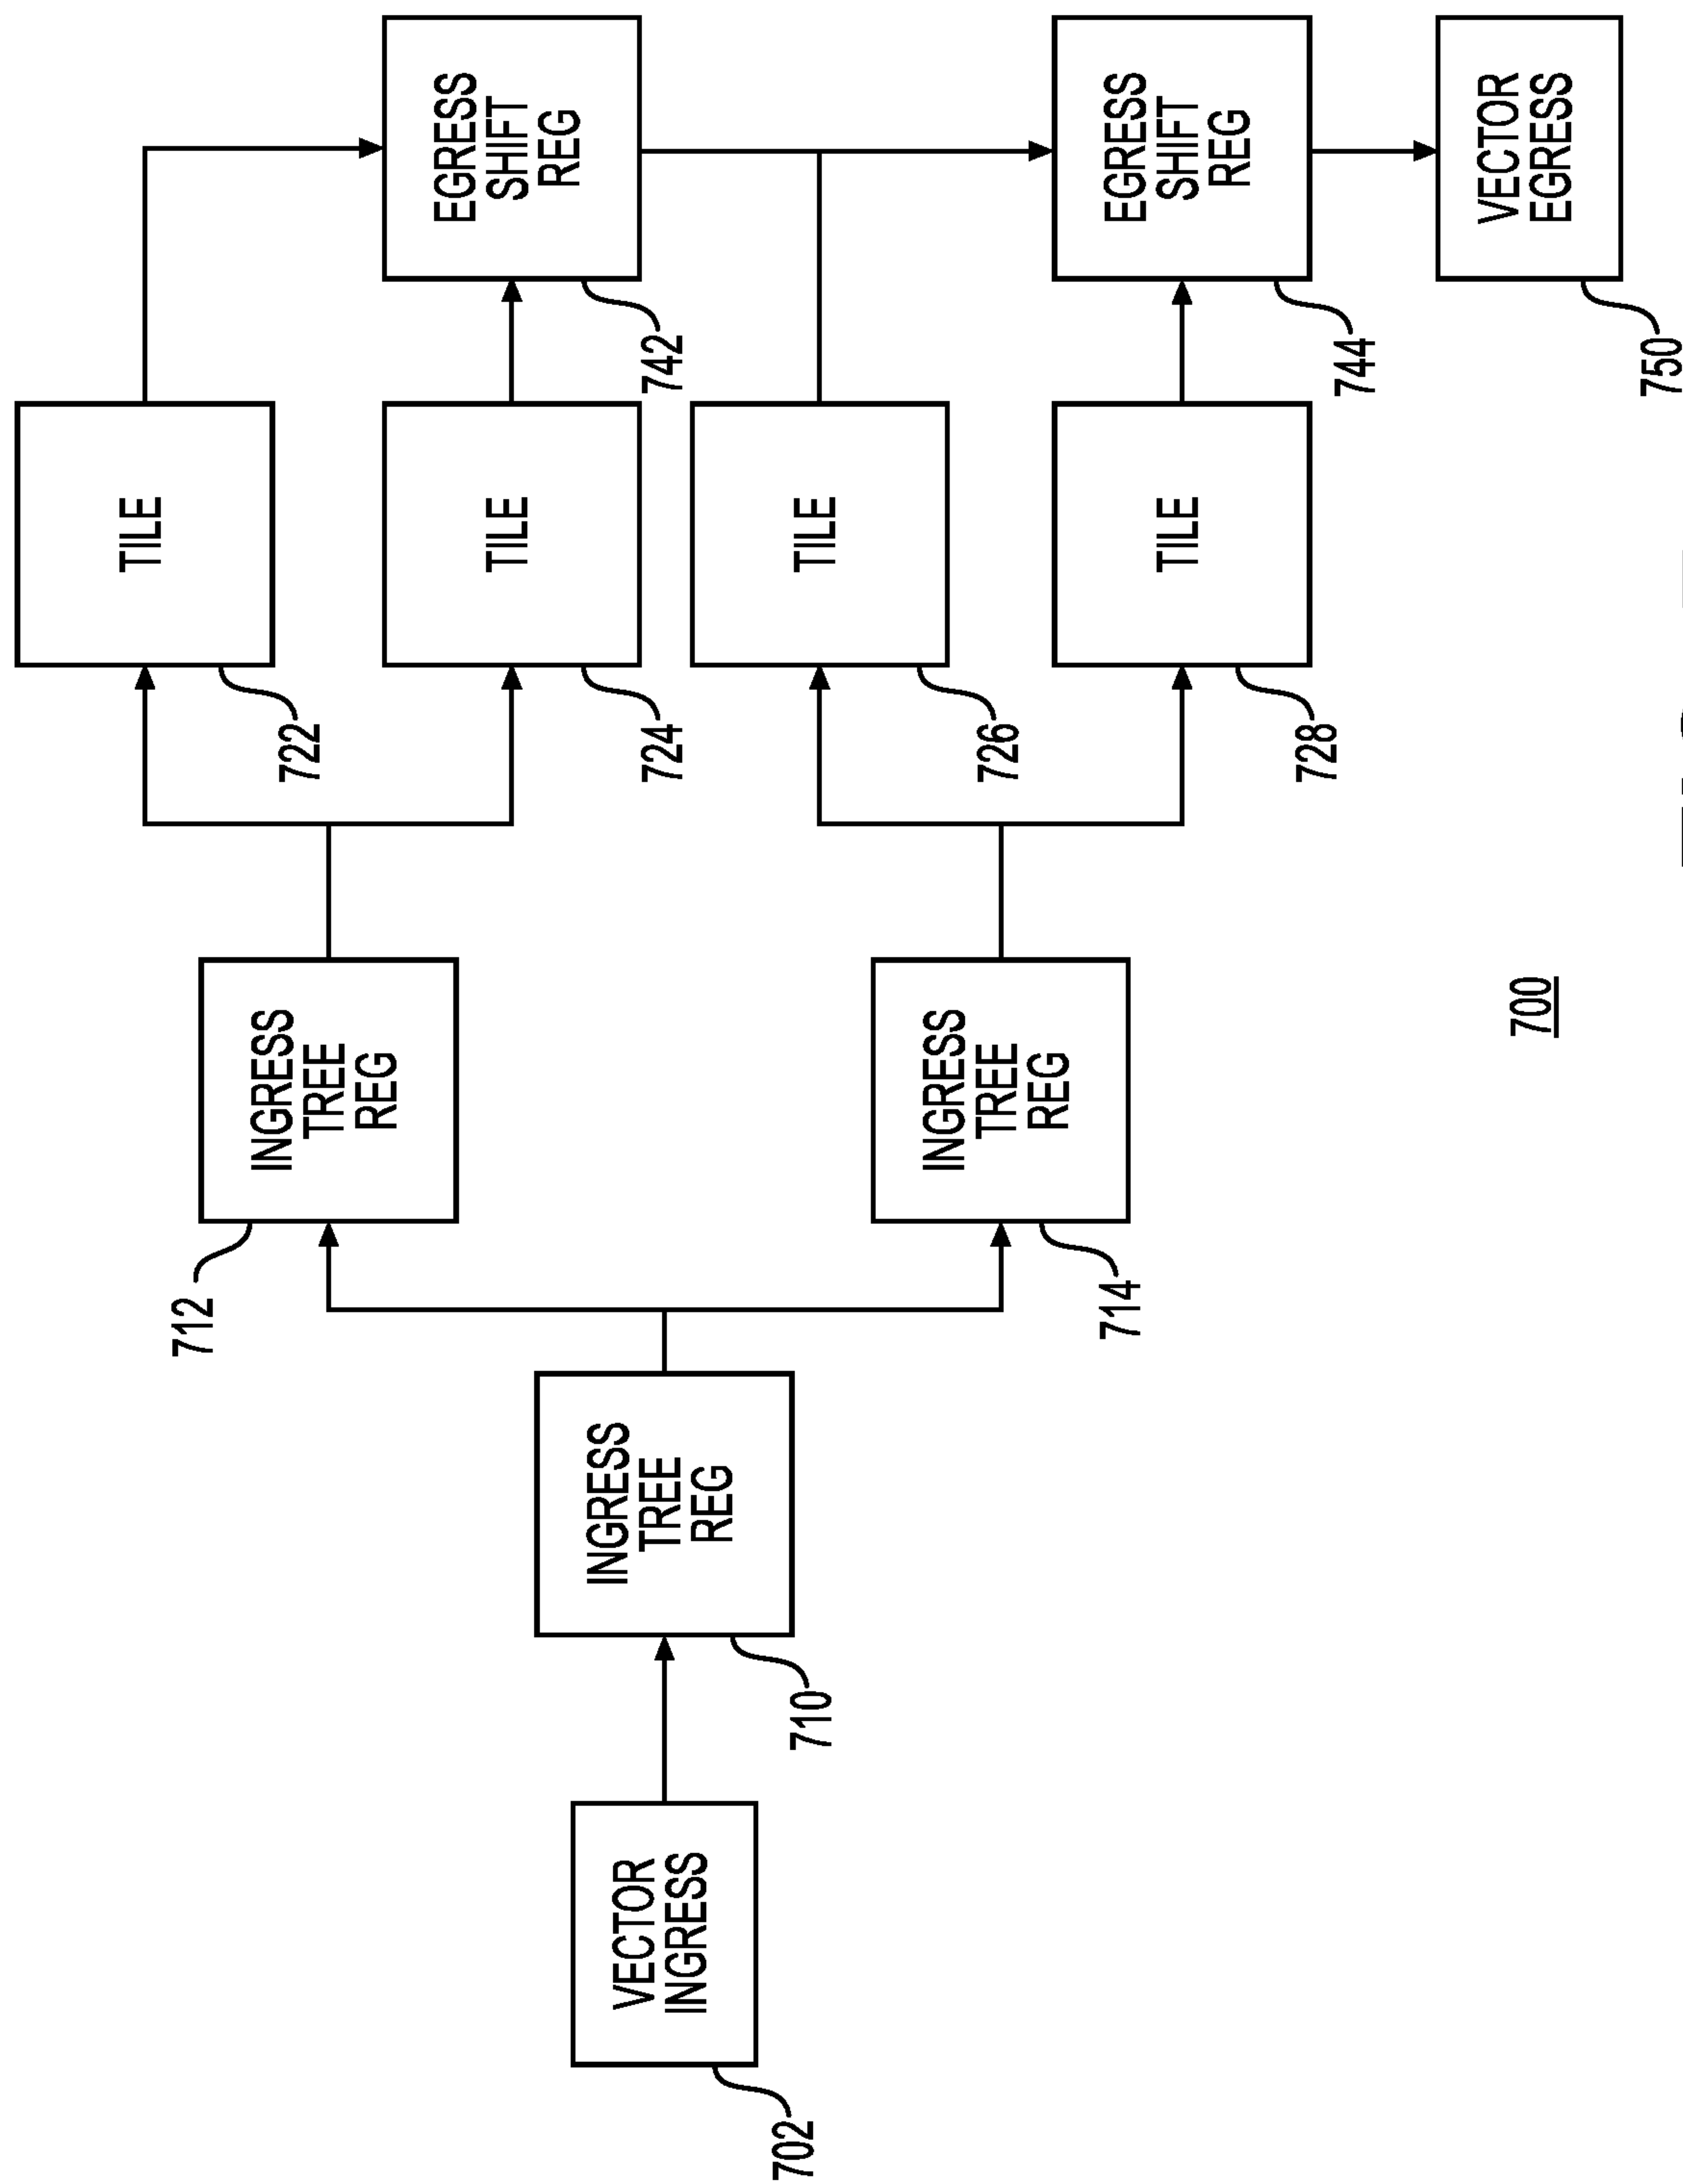 VECTOR
INGRESS
702
INGRESS
TREE
REG
710
INGRESS
TREE
REG
712
INGRESS
TREE
REG
714
TILE
722
TILE
724
TILE
726
TILE
728
EGRESS
SHIFT
REG
742
EGRESS
SHIFT
REG
744
VECTOR
EGRESS
750
700